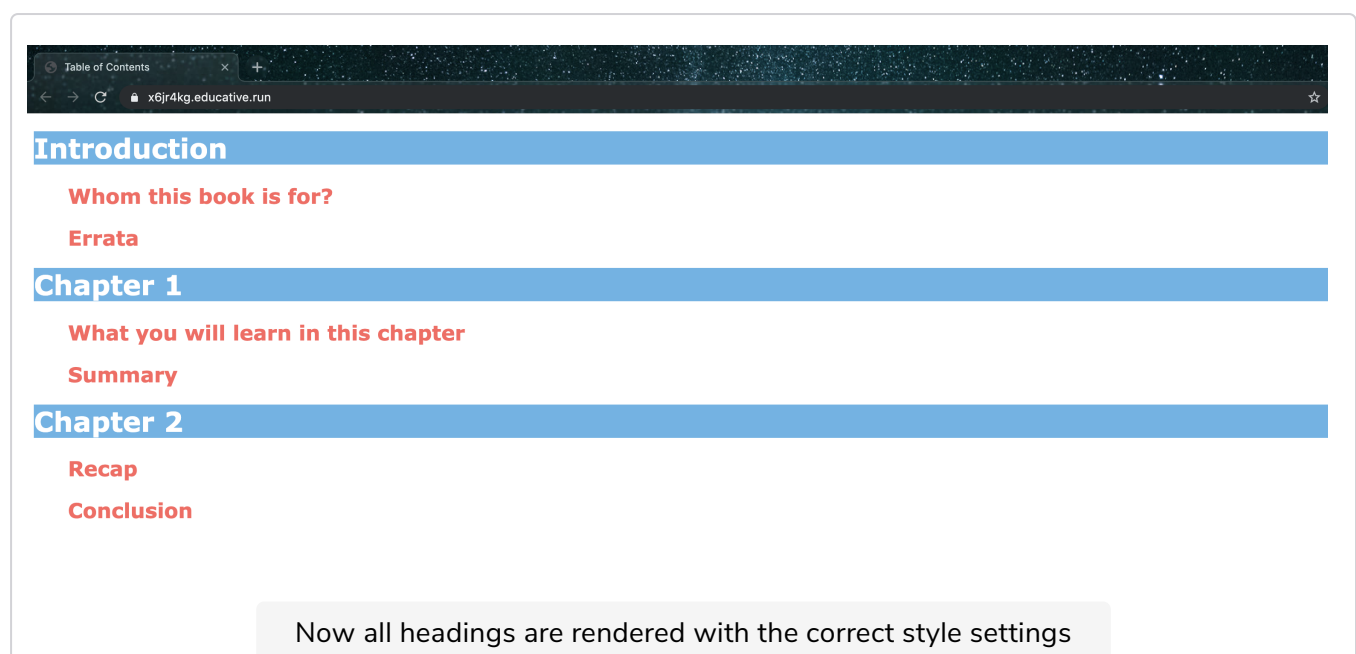 Table of Contents
x6jr4kg.educative.run
Introduction
Whom this book is for?
Errata
Chapter 1
What you will learn in this chapter
Summary
Chapter 2
Recap
Conclusion
Now all headings are rendered with the correct style settings